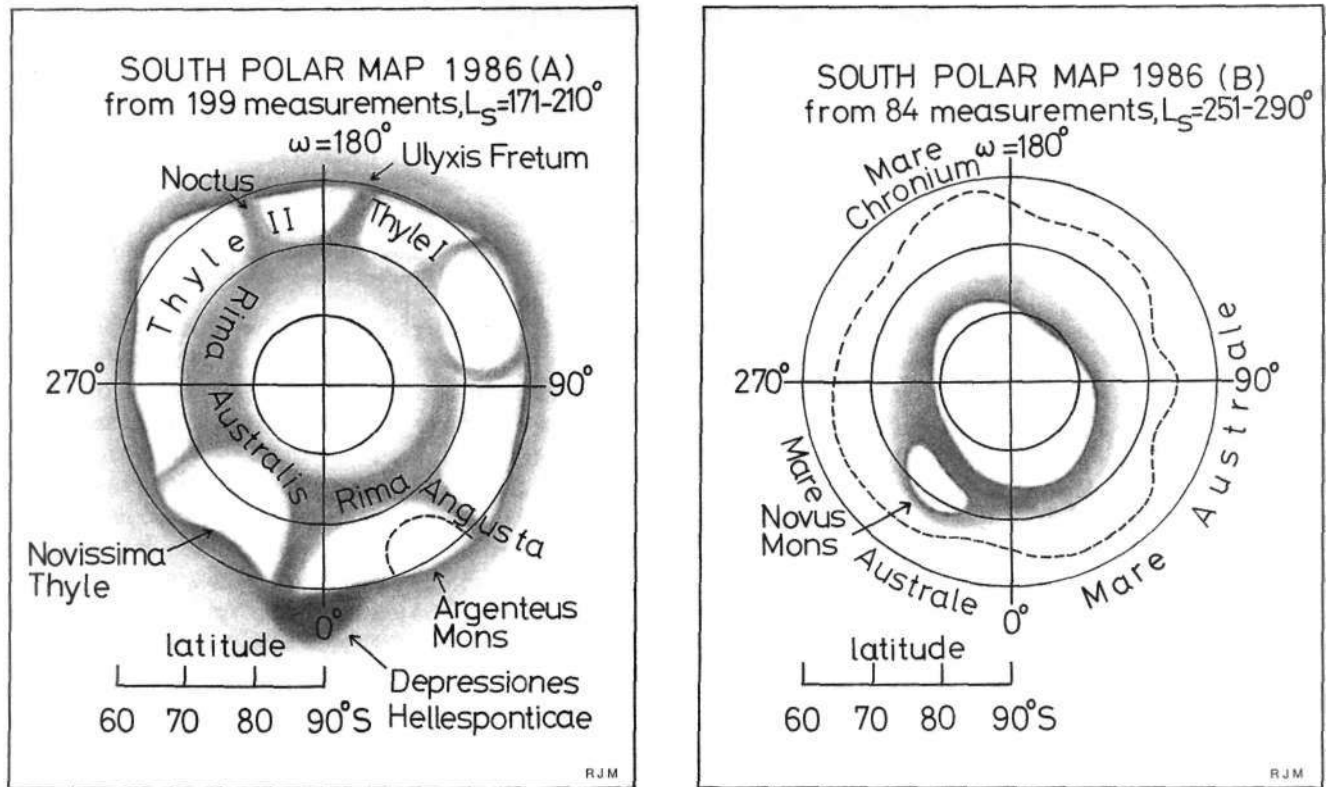 SOUTH POLAR MAP 1986 (A)
from 199 measurements, Ls=171-210°
ω=180°
Ulyxis Fretum
Noctus
Thyle II
Thyle I
Rima Australis
270°
90°
Rima Angusta
Novissima
Thyle
0°
Argenteus
Mons
latitude
Depressiones
Hellesponticae
60 70 80 90°S
RJM
SOUTH POLAR MAP 1986 (B)
from 84 measurements, Ls=251-290°
ω=180°
Mare
Chronium
270°
90°
Mare Australe
Novus
Mons
Mare Australe
0°
latitude
60 70 80 90°S
RJM